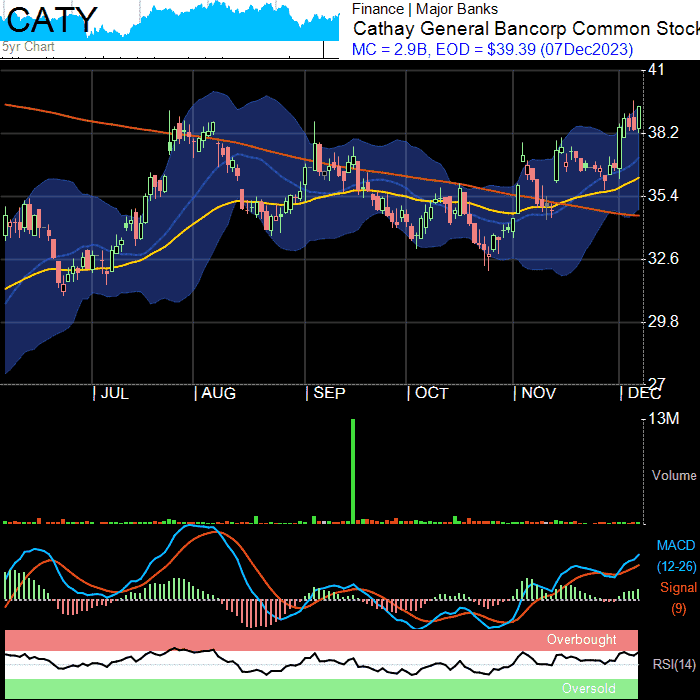 CATY
5yr Chart
Finance | Major Banks
Cathay General Bancorp Common Stock
MC = 2.9B, EOD = $39.39 (07Dec2023)
41
38.2
35.4
32.6
29.8
27
JUL AUG SEP OCT NOV DEC
13M
Volume
MACD
(12-26)
Signal
(9)
Overbought
RSI(14)
Oversold